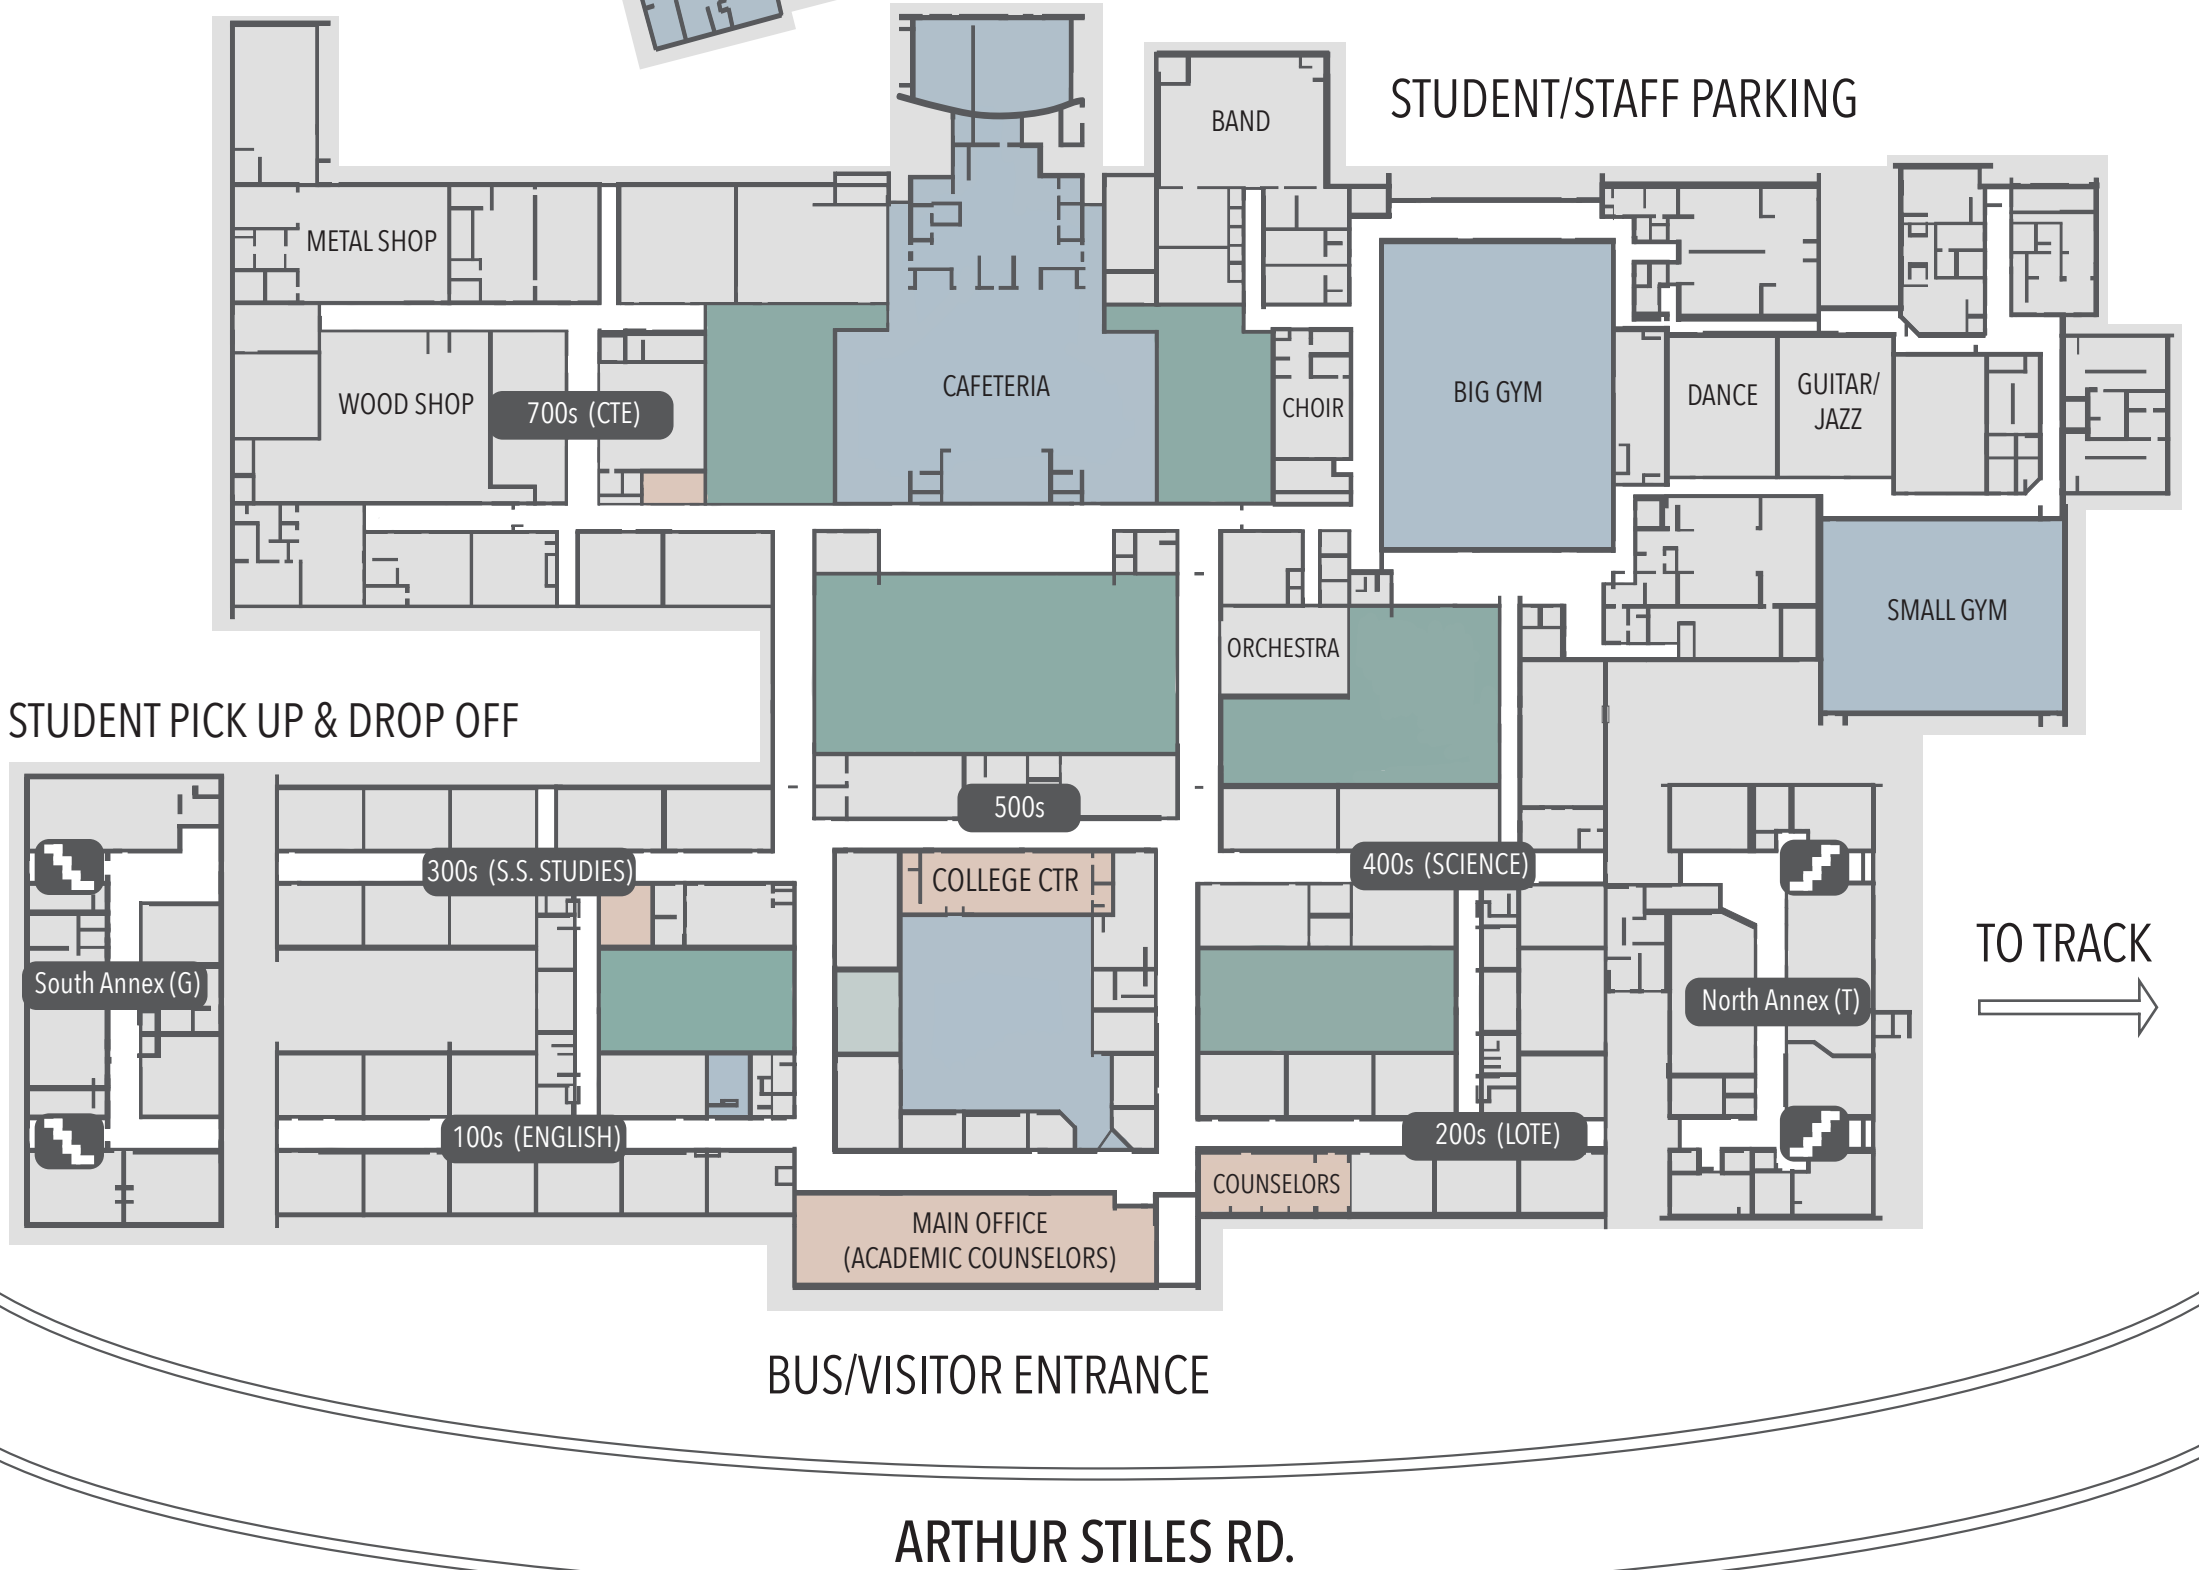 STUDENT/STAFF PARKING
BAND
METAL SHOP
WOOD SHOP
700s (CTE)
CAFETERIA
CHOIR
BIG GYM
DANCE
GUITAR/
JAZZ
SMALL GYM
ORCHESTRA
STUDENT PICK UP & DROP OFF
500s
300s (S.S. STUDIES)
COLLEGE CTR
400s (SCIENCE)
TO TRACK
South Annex (G)
North Annex (T)
100s (ENGLISH)
200s (LOTE)
COUNSELORS
MAIN OFFICE
(ACADEMIC COUNSELORS)
BUS/VISITOR ENTRANCE
ARTHUR STILES RD.